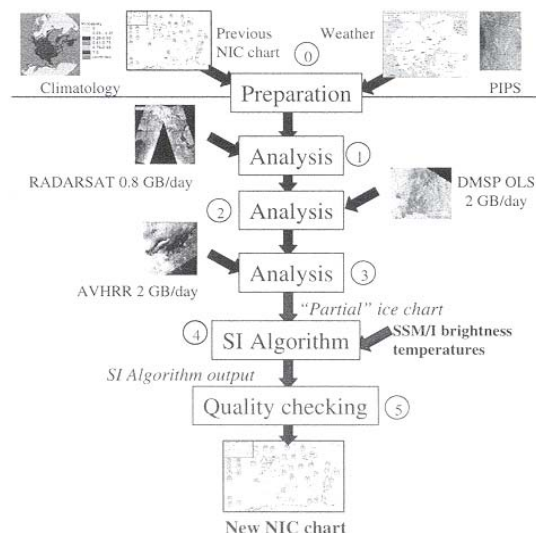 Probability
Previous
NIC chart
0
Weather
Climatology
Preparation
PIPS
Analysis
1
RADARSAT 0.8 GB/day
DMSP OLS
2 GB/day
2
Analysis
Analysis
3
AVHRR 2 GB/day
"Partial" ice chart
4
SI Algorithm
SSM/I brightness
temperatures
SI Algorithm output
Quality checking
5
New NIC chart